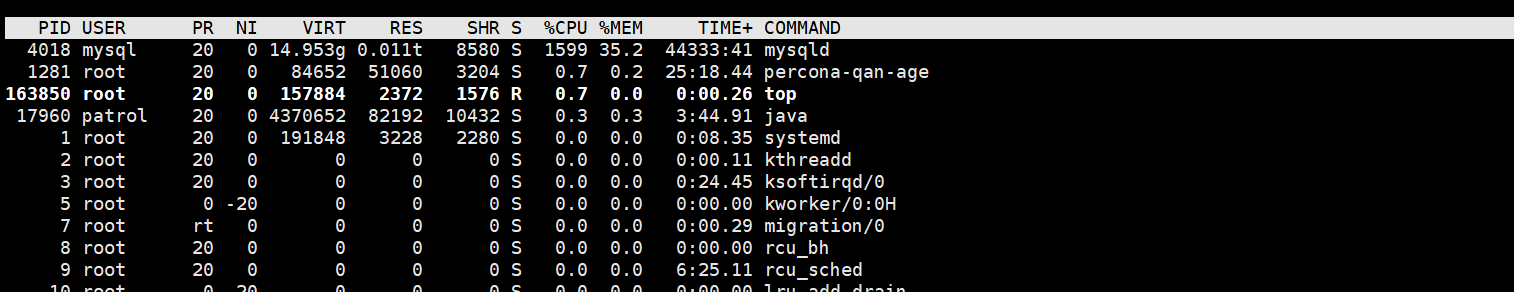 PID USER PR NI VIRT RES SHR S %CPU %MEM TIME+ COMMAND
4018 mysql 20 0 14.953g 0.011t 8580 S 1599 35.2 44333:41 mysqld
1281 root 20 0 84652 51060 3204 S 0.7 0.2 25:18.44 percona-qan-age
163850 root 20 0 157884 2372 1576 R 0.7 0.0 0:00.26 top
17960 patrol 20 0 4370652 82192 10432 S 0.3 0.3 3:44.91 java
1 root 20 0 191848 3228 2280 S 0.0 0.0 0:08.35 systemd
2 root 20 0 0 0 0 S 0.0 0.0 0:00.11 kthreadd
3 root 20 0 0 0 0 S 0.0 0.0 0:24.45 ksoftirqd/0
5 root 0 -20 0 0 0 S 0.0 0.0 0:00.00 kworker/0:0H
7 root rt 0 0 0 0 S 0.0 0.0 0:00.29 migration/0
8 root 20 0 0 0 0 S 0.0 0.0 0:00.00 rcu_bh
9 root 20 0 0 0 0 S 0.0 0.0 6:25.11 rcu_sched
10 root 0 -20 0 0 0 S 0.0 0.0 0:00.00 lru-add-drain